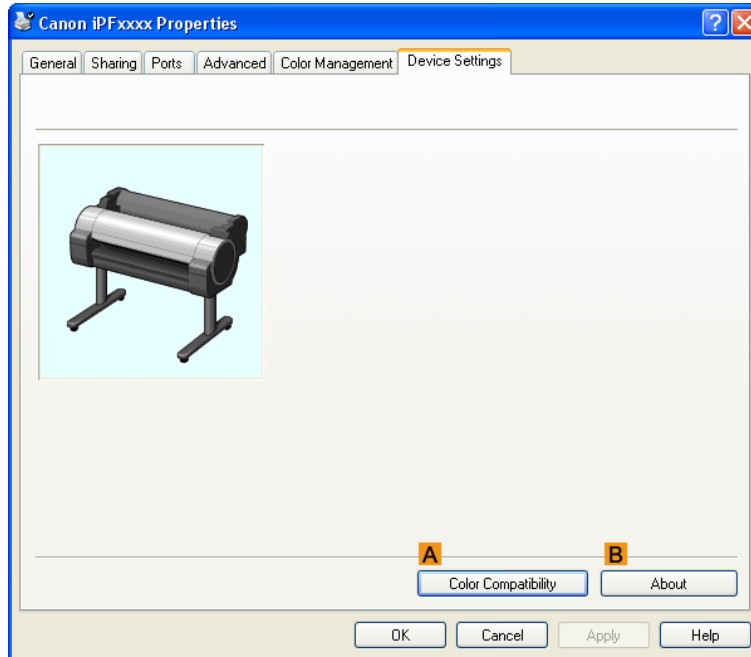 Canon iPFxxxx Properties
General Sharing Ports Advanced Color Management Device Settings
A B
Color Compatibility About
OK Cancel Apply Help